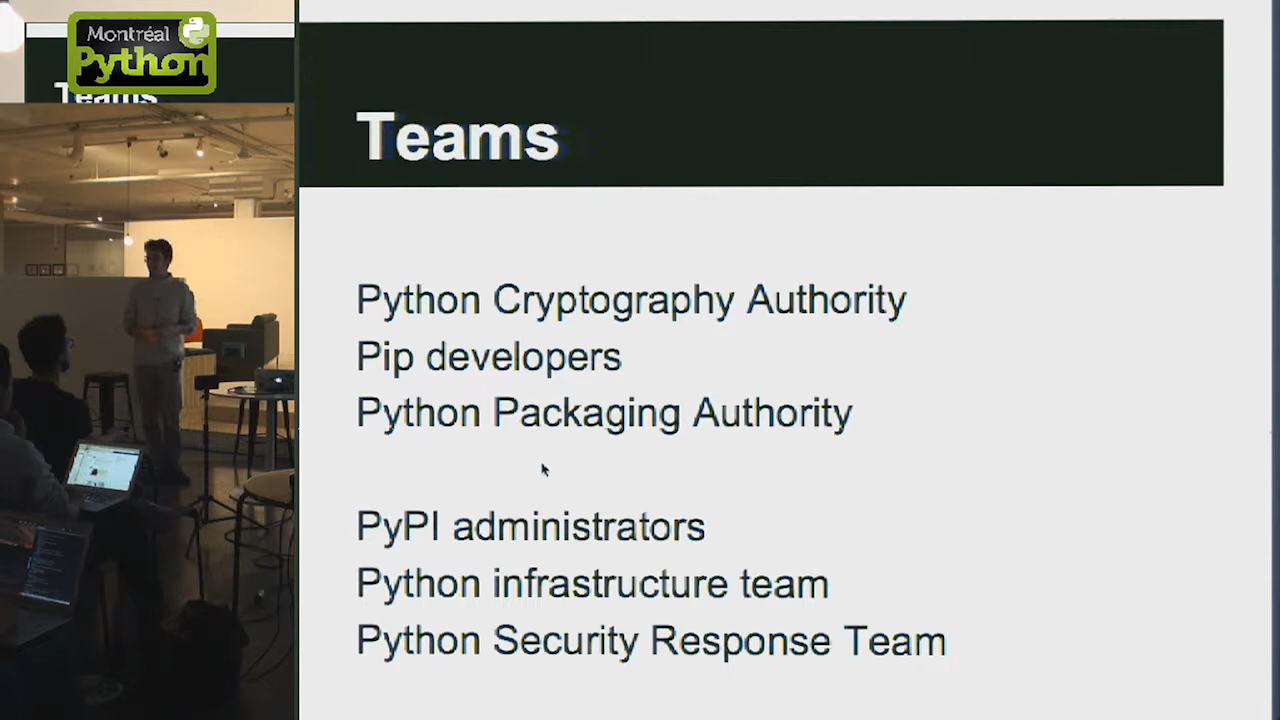 Montréal
Python
Teams
Teams
Python Cryptography Authority
Pip developers
Python Packaging Authority
PyPI administrators
Python infrastructure team
Python Security Response Team